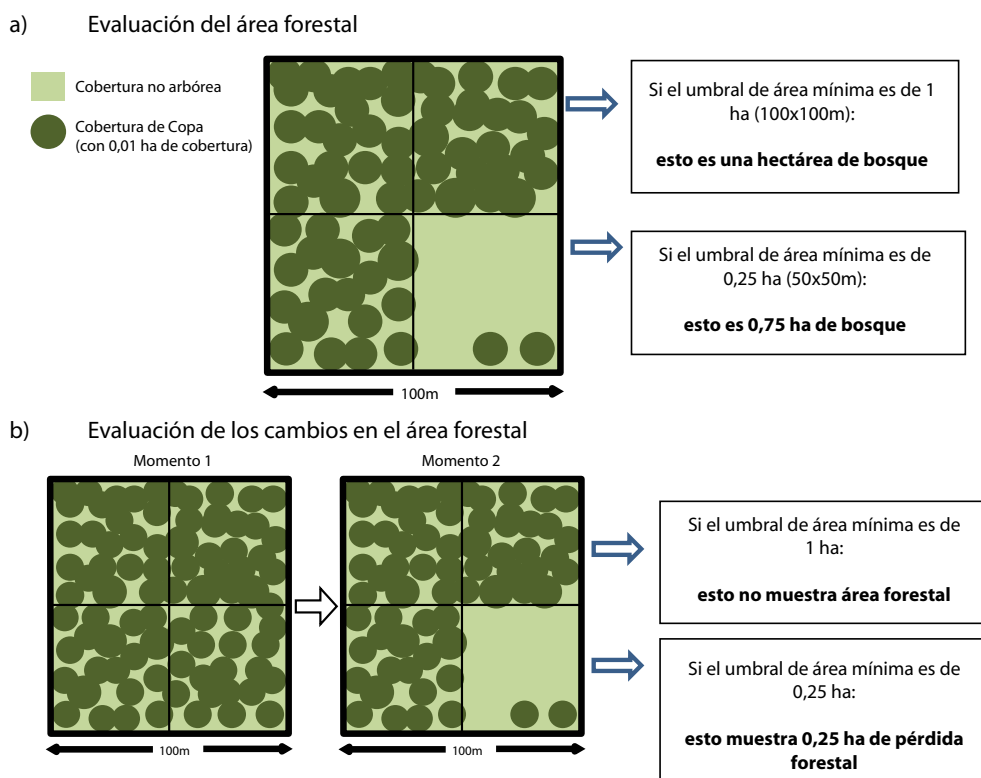 a) Evaluación del área forestal
Cobertura no arbórea
Cobertura de Copa
(con 0,01 ha de cobertura)
100m
Si el umbral de área mínima es de 1
ha (100x100m):
esto es una hectárea de bosque
Si el umbral de área mínima es de
0,25 ha (50x50m):
esto es 0,75 ha de bosque
b) Evaluación de los cambios en el área forestal
Momento 1
Momento 2
100m
100m
Si el umbral de área mínima es de
1 ha:
esto no muestra área forestal
Si el umbral de área mínima es de
0,25 ha:
esto muestra 0,25 ha de pérdida
forestal